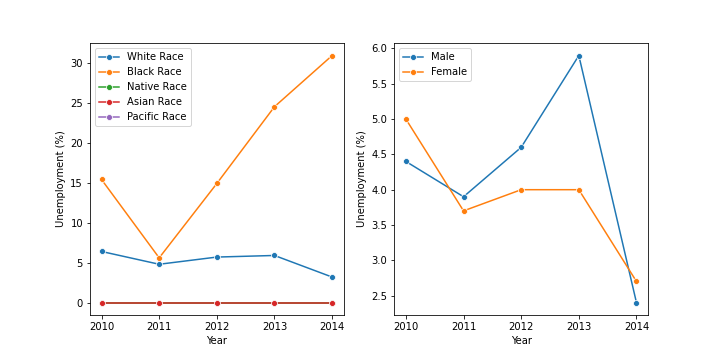 White Race
Black Race
Native Race
Asian Race
Pacific Race
30
25
20
15
10
5
0
Unemployment (%)
2010 2011 2012 2013 2014
Year
Male
Female
6.0
5.5
5.0
4.5
4.0
3.5
3.0
2.5
Unemployment (%)
2010 2011 2012 2013 2014
Year